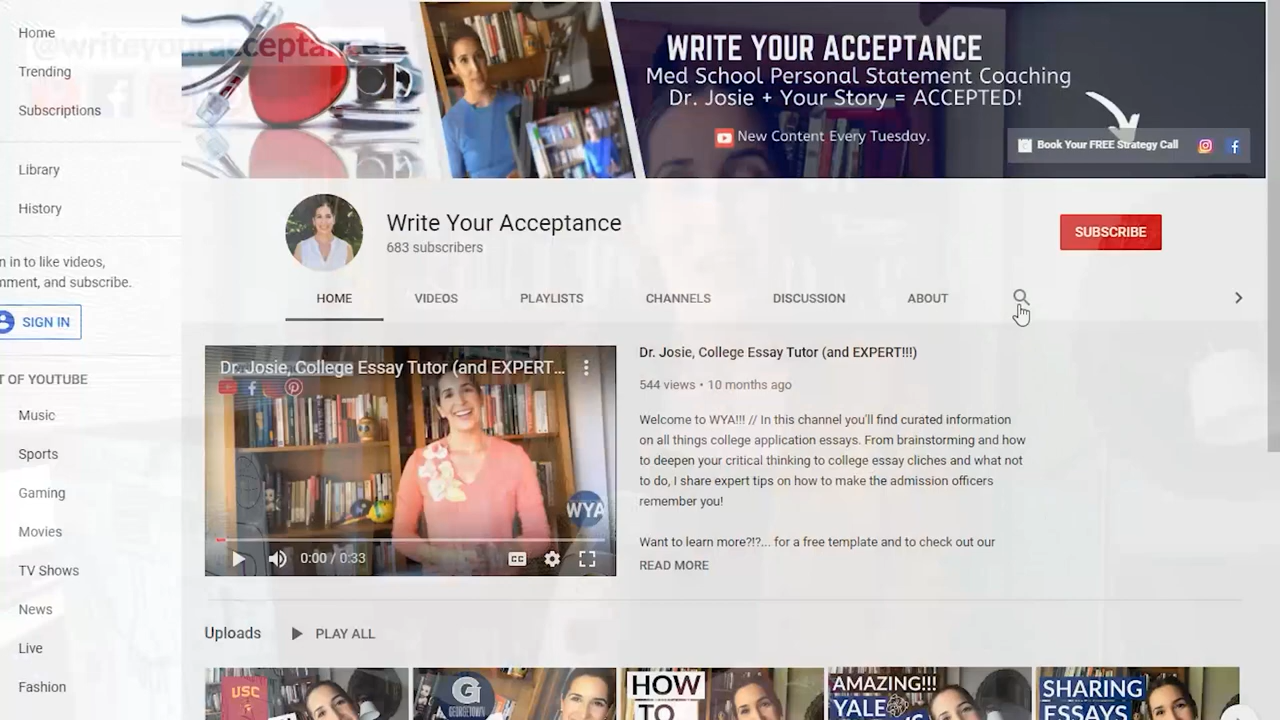 Home
@writeyouracceptance
Trending
Subscriptions
Library
History
n in to like videos,
mment, and subscribe.
SIGN IN
T OF YOUTUBE
Music
Sports
Gaming
Movies
TV Shows
News
Live
Fashion
WRITE YOUR ACCEPTANCE
Med School Personal Statement Coaching
Dr. Josie + Your Story = ACCEPTED!
New Content Every Tuesday.
Book Your FREE Strategy Call
Write Your Acceptance
683 subscribers
SUBSCRIBE
HOME VIDEOS PLAYLISTS CHANNELS DISCUSSION ABOUT
Dr. Josie, College Essay Tutor (and EXPERT...
WYA
0:00 / 0:33
CC
Dr. Josie, College Essay Tutor (and EXPERT!!!)
544 views • 10 months ago
Welcome to WYA!!! // In this channel you'll find curated information
on all things college application essays. From brainstorming and how
to deepen your critical thinking to college essay cliches and what not
to do, I share expert tips on how to make the admission officers
remember you!
Want to learn more?!?... for a free template and to check out our
READ MORE
Uploads PLAY ALL
USC
G
GEORGETOWN
HOW
TO
AMAZING!!!
YALE
SHARING
ESSAYS